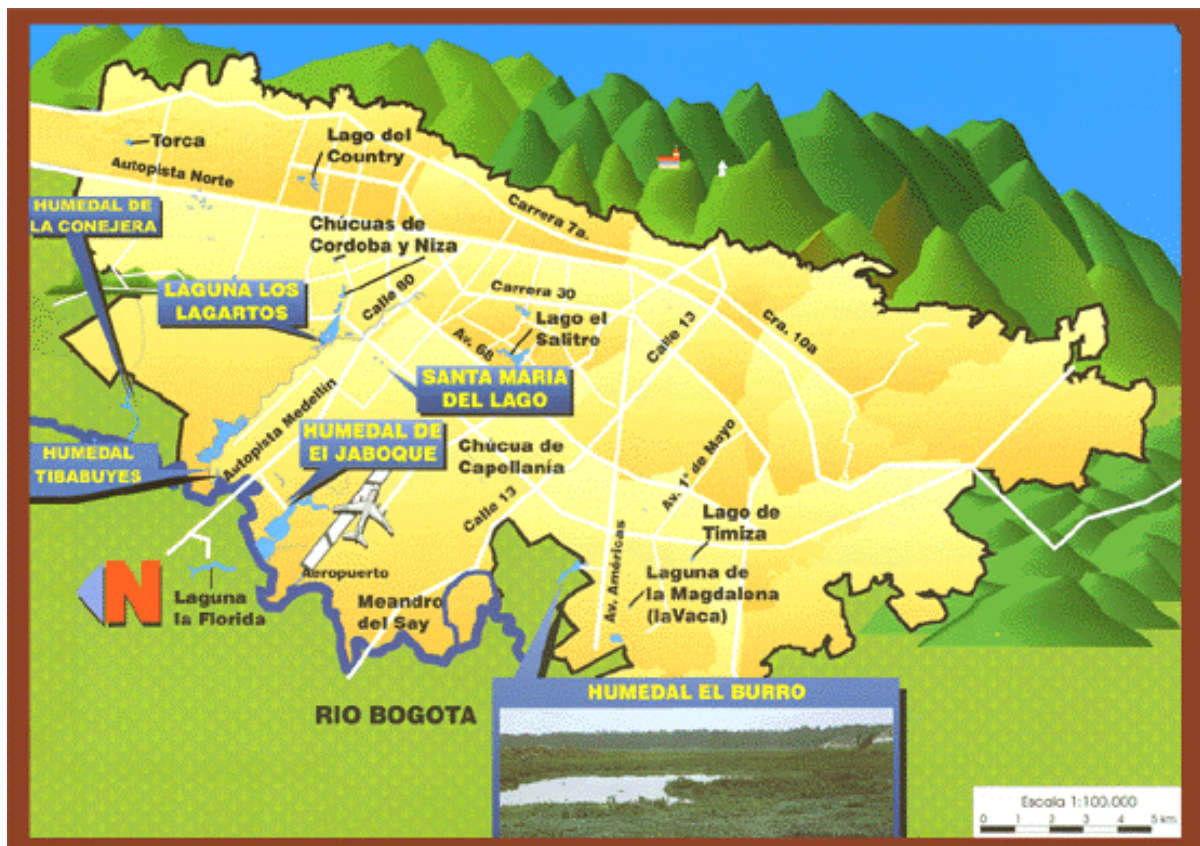 Torca
Lago del
Country
Autopista Norte
HUMEDAL DE
LA CONEJERA
Carrera 7a.
Chúcuas de
Cordoba y Niza
LAGUNA LOS
LAGARTOS
Calle 80
Carrera 30
Lago el
Salitre
Av. 68
Calle 13
Cra. 10a
SANTA MARIA
DEL LAGO
Autopista Medellín
HUMEDAL DE
El JABOQUE
HUMEDAL
TIBABUYES
Chúcua de
Capellanía
Av. 1º de Mayo
Calle 13
Lago de
Timiza
Aeropuerto
N
Laguna
la Florida
Meandro
del Say
Av. Américas
Laguna de
la Magdalena
(laVaca)
RIO BOGOTA
HUMEDAL EL BURRO
Escala 1:100.000
0 1 2 3 4 5 km